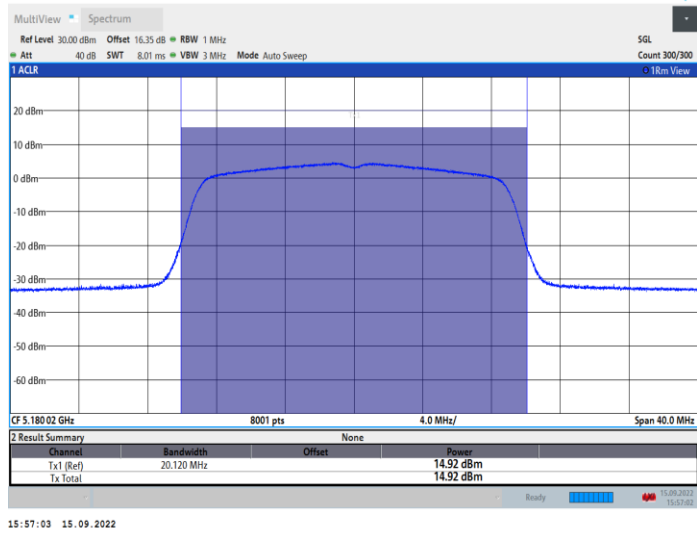 MultiView Spectrum
Ref Level 30.00 dBm Offset 16.35 dB RBW 1 MHz SGL
Att 40 dB SWT 8.01 ms VBW 3 MHz Mode Auto Sweep Count 300/300
1 ACLR 1Rm View
20 dBm
10 dBm
0 dBm
-10 dBm
-20 dBm
-30 dBm
-40 dBm
-50 dBm
-60 dBm
CF 5.180 02 GHz 8001 pts 4.0 MHz/ Span 40.0 MHz
2 Result Summary None
Channel Bandwidth Offset Power
Tx1 (Ref) 20.120 MHz 14.92 dBm
Tx Total 14.92 dBm
Ready 15.09.2022
15:57:02
15:57:03 15.09.2022